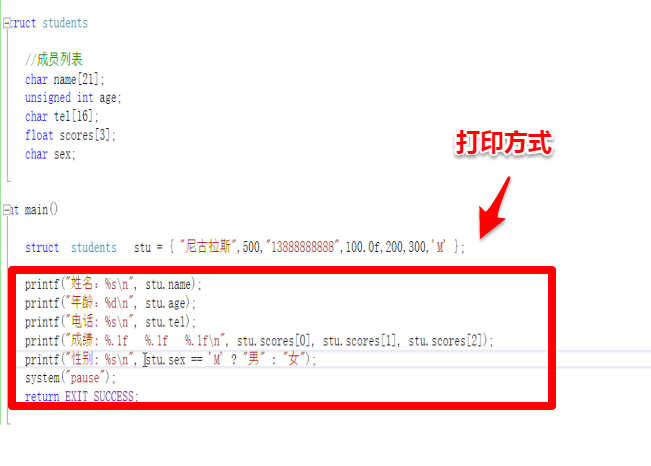 struct students
//成员列表
char name[21];
unsigned int age;
char tel[16];
float scores[3];
char sex;
打印方式
int main()
struct students stu = { "尼古拉斯",500,"13888888888",100.0f,200,300,'M' };
printf("姓名：%s\n", stu.name);
printf("年龄：%d\n", stu.age);
printf("电话：%s\n", stu.tel);
printf("成绩：%.1f %.1f %.1f\n", stu.scores[0], stu.scores[1], stu.scores[2]);
printf("性别：%s\n", stu.sex == 'M' ? "男" : "女");
system("pause");
return EXIT_SUCCESS;